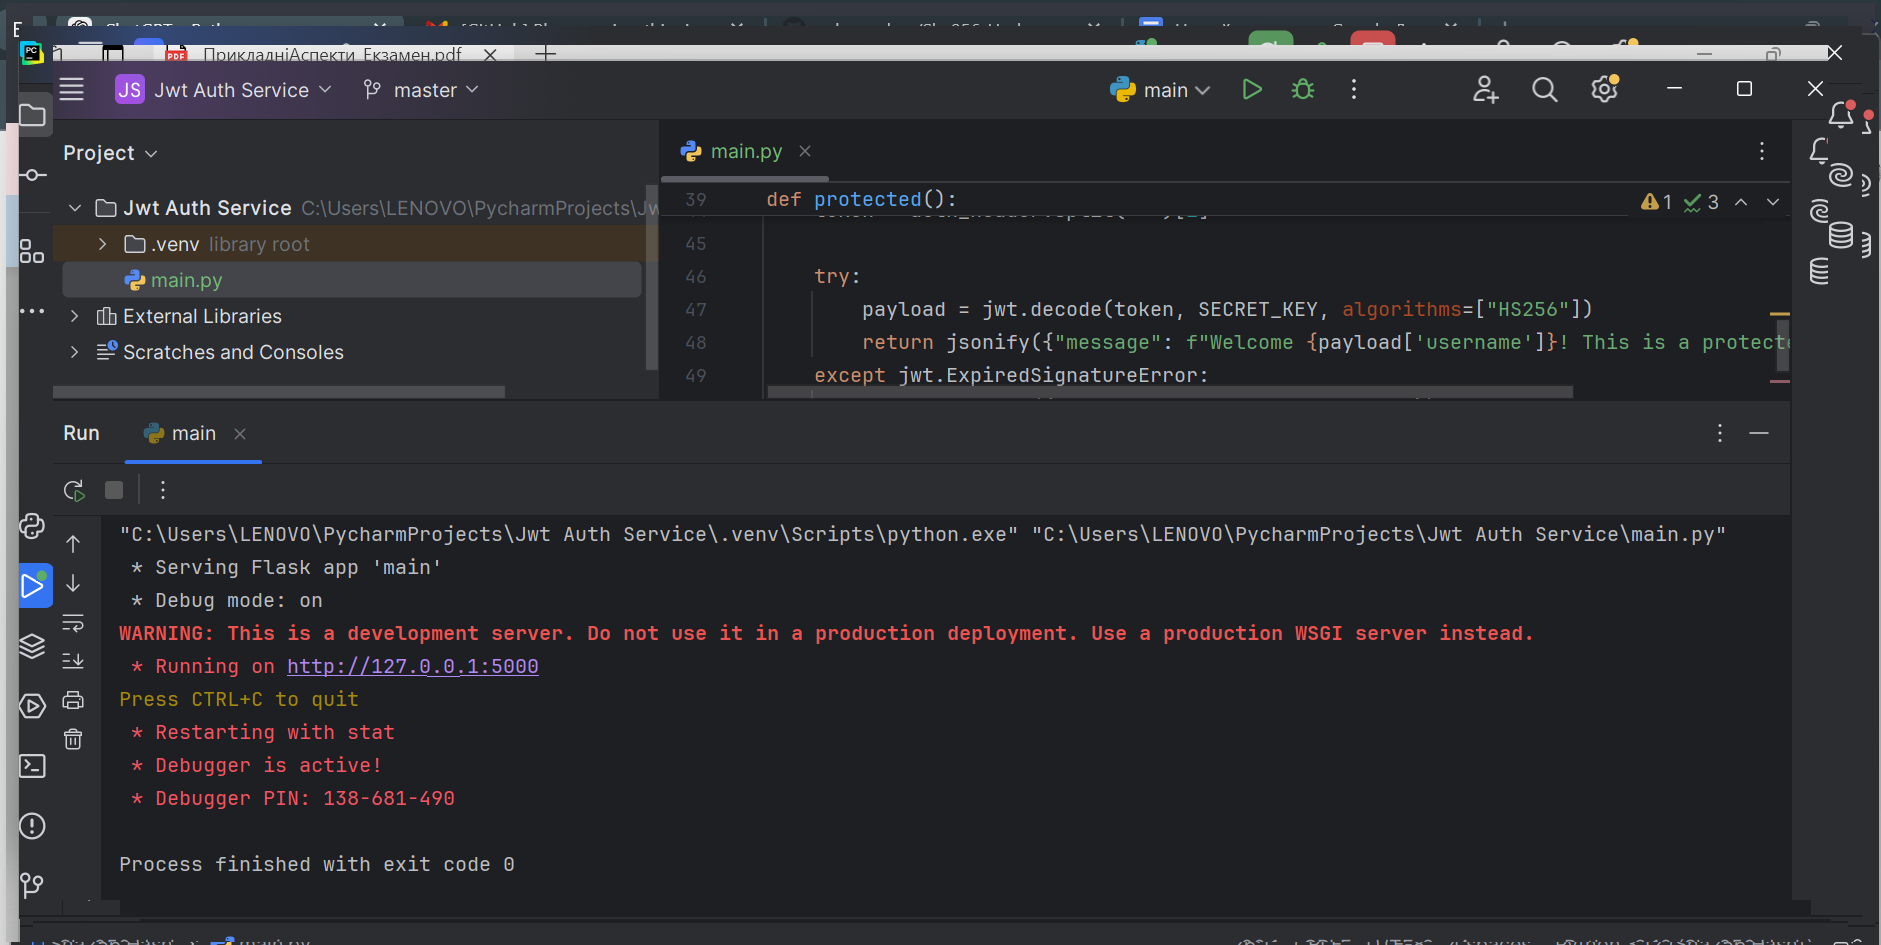 ПрикладніАспекти_Екзамен.pdf
JS Jwt Auth Service master main
Project
main.py
Jwt Auth Service C:\Users\LENOVO\PycharmProjects\Jw
.venv library root
main.py
External Libraries
Scratches and Consoles
39 def protected():
1 3
45
46 try:
47 payload = jwt.decode(token, SECRET_KEY, algorithms=["HS256"])
48 return jsonify({"message": f"Welcome {payload['username']}! This is a protecte
49 except jwt.ExpiredSignatureError:
Run main
"C:\Users\LENOVO\PycharmProjects\Jwt Auth Service\.venv\Scripts\python.exe" "C:\Users\LENOVO\PycharmProjects\Jwt Auth Service\main.py"
* Serving Flask app 'main'
* Debug mode: on
WARNING: This is a development server. Do not use it in a production deployment. Use a production WSGI server instead.
* Running on http://127.0.0.1:5000
Press CTRL+C to quit
* Restarting with stat
* Debugger is active!
* Debugger PIN: 138-681-490
Process finished with exit code 0